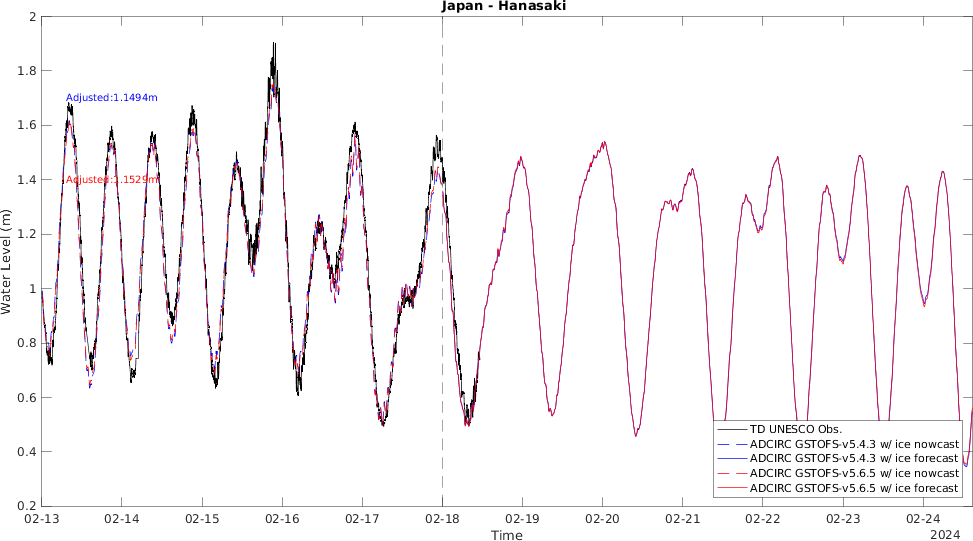 Japan - Hanasaki
2
1.8
1.6
1.4
1.2
1
0.8
0.6
0.4
0.2
Water Level (m)
Adjusted:1.1494m
Adjusted:1.1529m
TD UNESCO Obs.
ADCIRC GSTOFS-v5.4.3 w/ ice nowcast
ADCIRC GSTOFS-v5.4.3 w/ ice forecast
ADCIRC GSTOFS-v5.6.5 w/ ice nowcast
ADCIRC GSTOFS-v5.6.5 w/ ice forecast
02-13 02-14 02-15 02-16 02-17 02-18 02-19 02-20 02-21 02-22 02-23 02-24
2024
Time